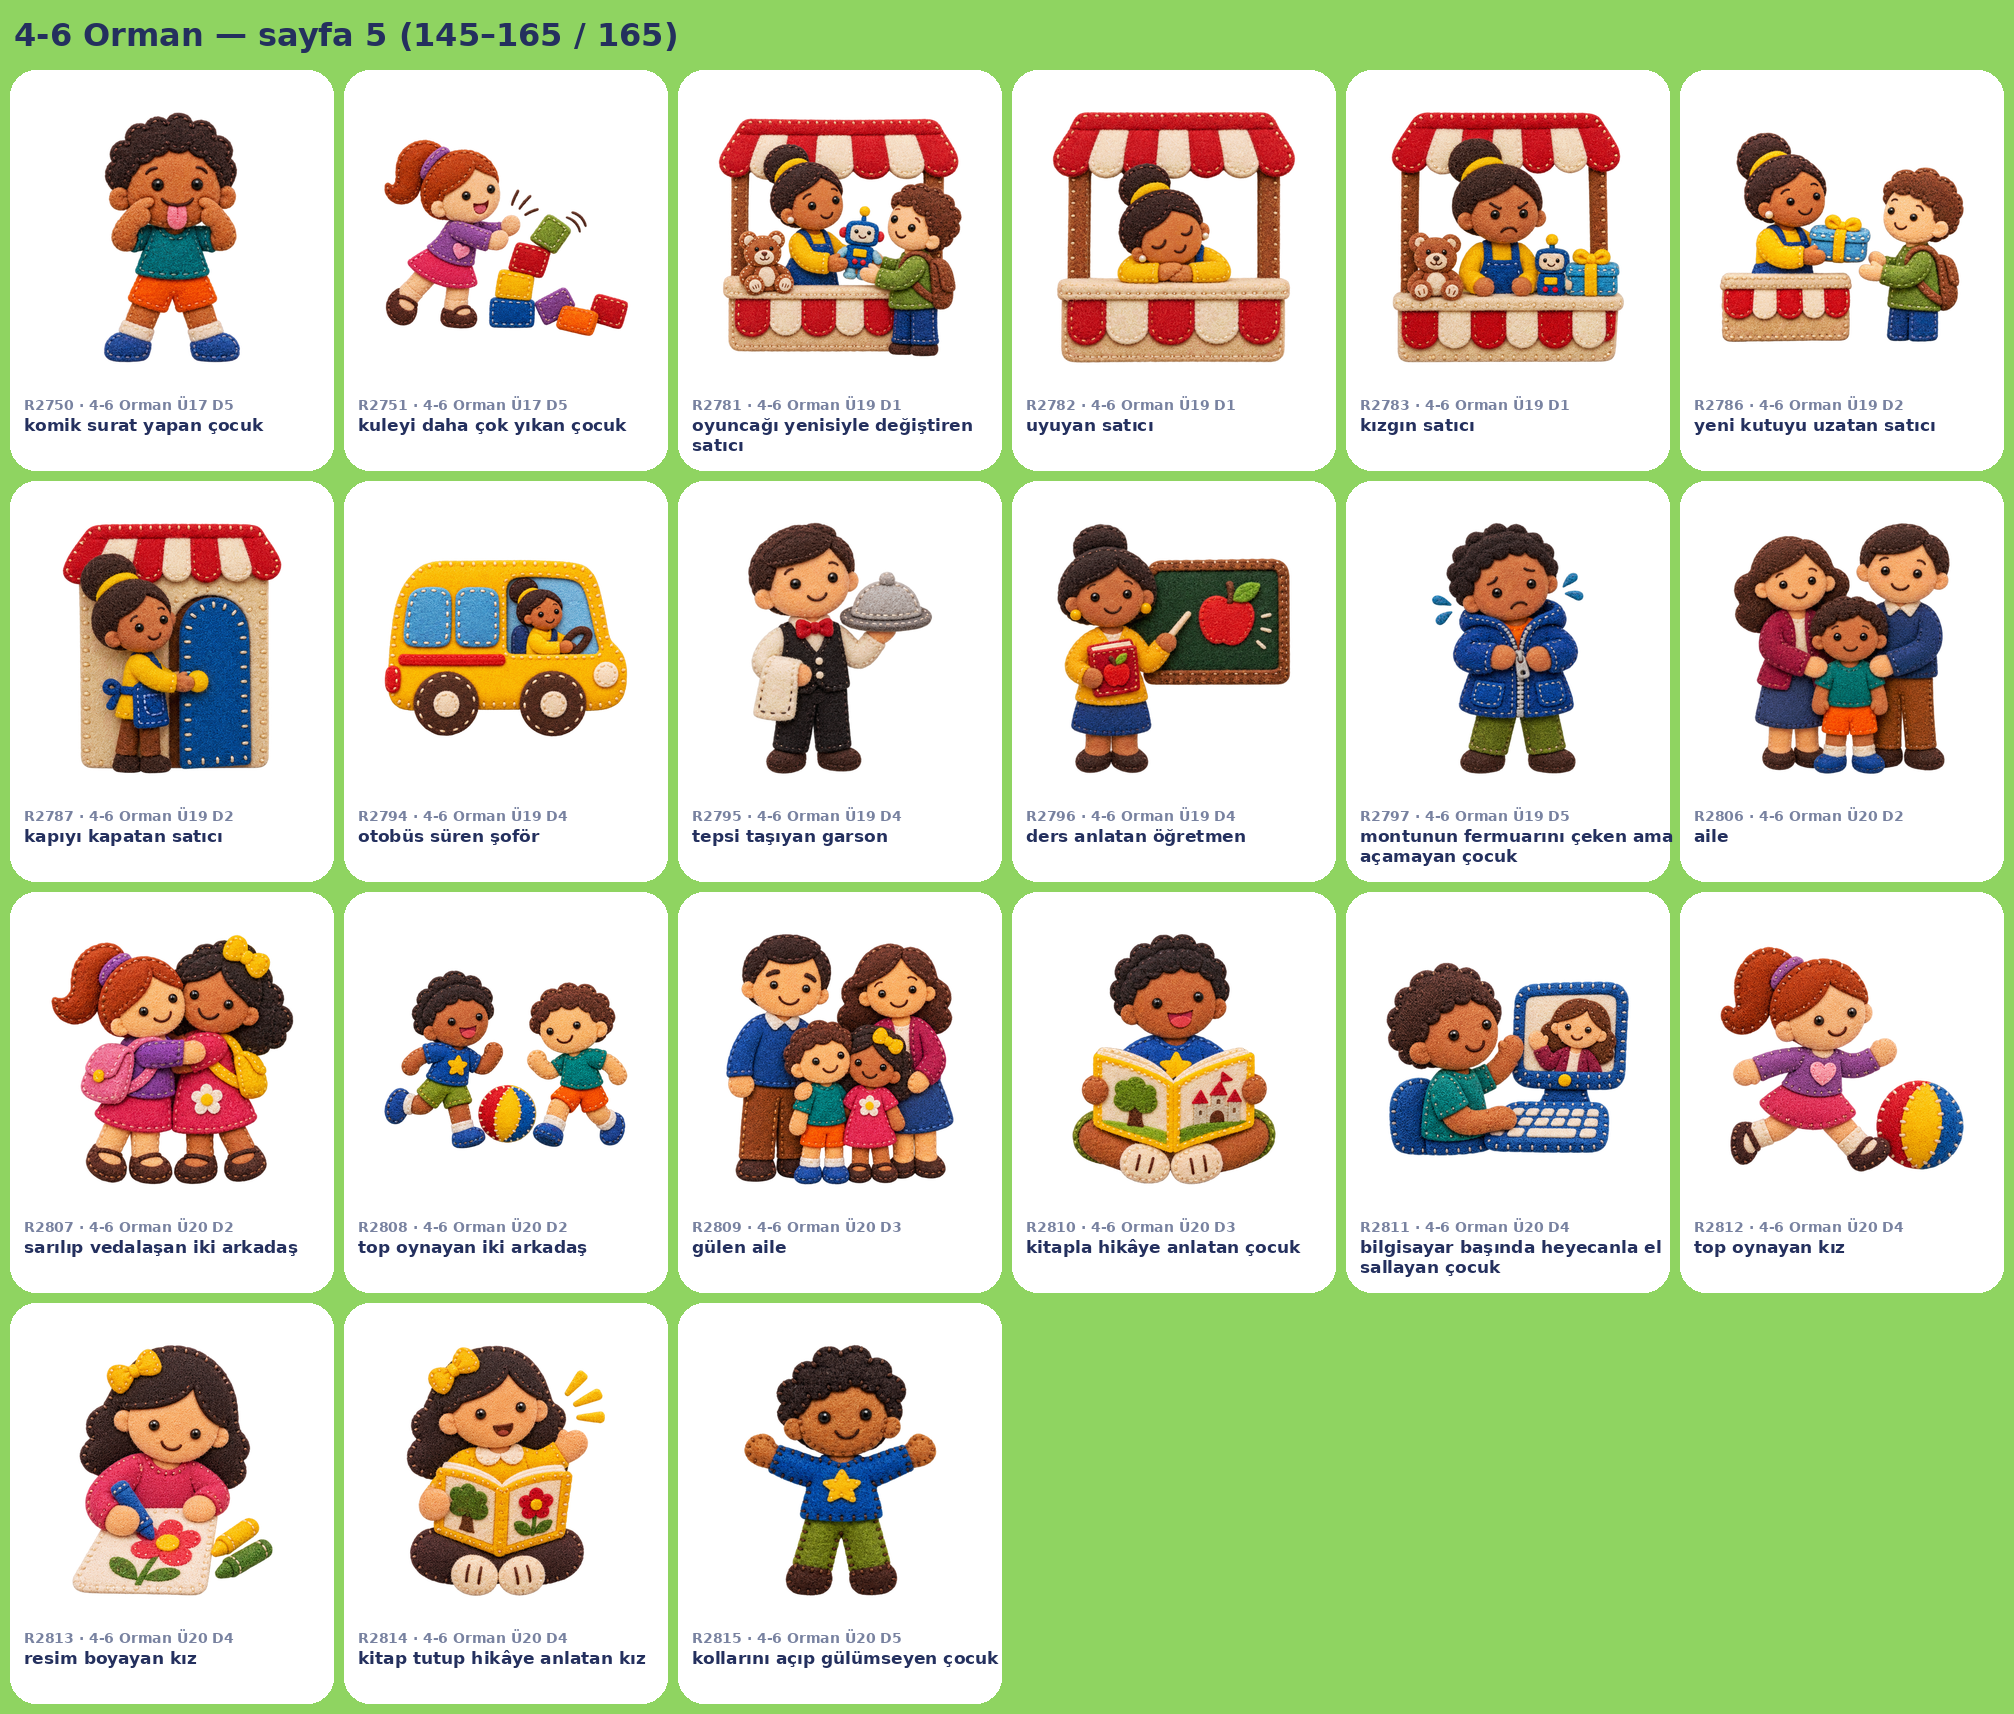 4-6 Orman — sayfa 5 (145–165 / 165)
R2750 · 4-6 Orman Ü17 D5
komik surat yapan çocuk
R2751 · 4-6 Orman Ü17 D5
kuleyi daha çok yıkan çocuk
R2781 · 4-6 Orman Ü19 D1
oyuncağı yenisiyle değiştiren
satıcı
R2782 · 4-6 Orman Ü19 D1
uyuyan satıcı
R2783 · 4-6 Orman Ü19 D1
kızgın satıcı
R2786 · 4-6 Orman Ü19 D2
yeni kutuyu uzatan satıcı
R2787 · 4-6 Orman Ü19 D2
kapıyı kapatan satıcı
R2794 · 4-6 Orman Ü19 D4
otobüs süren şoför
R2795 · 4-6 Orman Ü19 D4
tepsi taşıyan garson
R2796 · 4-6 Orman Ü19 D4
ders anlatan öğretmen
R2797 · 4-6 Orman Ü19 D5
montunun fermuarını çeken ama
açamayan çocuk
R2806 · 4-6 Orman Ü20 D2
aile
R2807 · 4-6 Orman Ü20 D2
sarılıp vedalaşan iki arkadaş
R2808 · 4-6 Orman Ü20 D2
top oynayan iki arkadaş
R2809 · 4-6 Orman Ü20 D3
gülen aile
R2810 · 4-6 Orman Ü20 D3
kitapla hikâye anlatan çocuk
R2811 · 4-6 Orman Ü20 D4
bilgisayar başında heyecanla el
sallayan çocuk
R2812 · 4-6 Orman Ü20 D4
top oynayan kız
R2813 · 4-6 Orman Ü20 D4
resim boyayan kız
R2814 · 4-6 Orman Ü20 D4
kitap tutup hikâye anlatan kız
R2815 · 4-6 Orman Ü20 D5
kollarını açıp gülümseyen çocuk